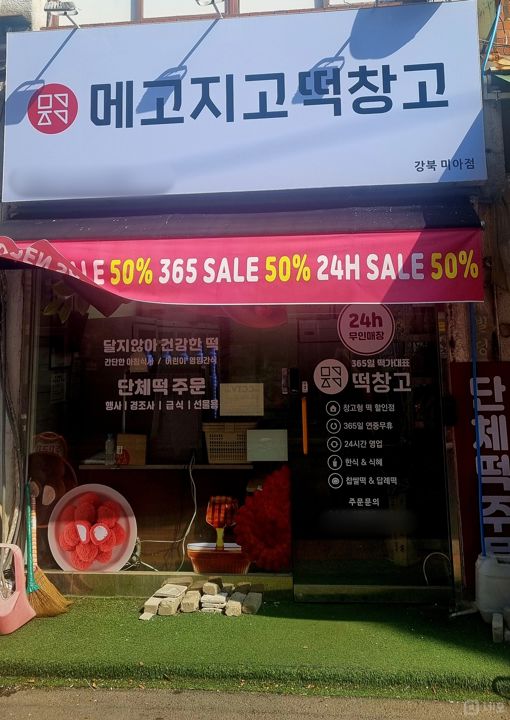 메고지고떡창고
강북 미아점
SALE 50% 365 SALE 50% 24H SALE 50%
달지않아 건강한 떡
간단한 아침식사 / 어린이 영양간식
단체떡 주문
행사 | 경조사 | 급식 | 선물용
24h
무인매장
365일 떡가대표
떡창고
창고형 떡 할인점
365일 연중무휴
24시간 영업
한식 & 식혜
찹쌀떡 & 답례떡
주문문의
단체떡주문